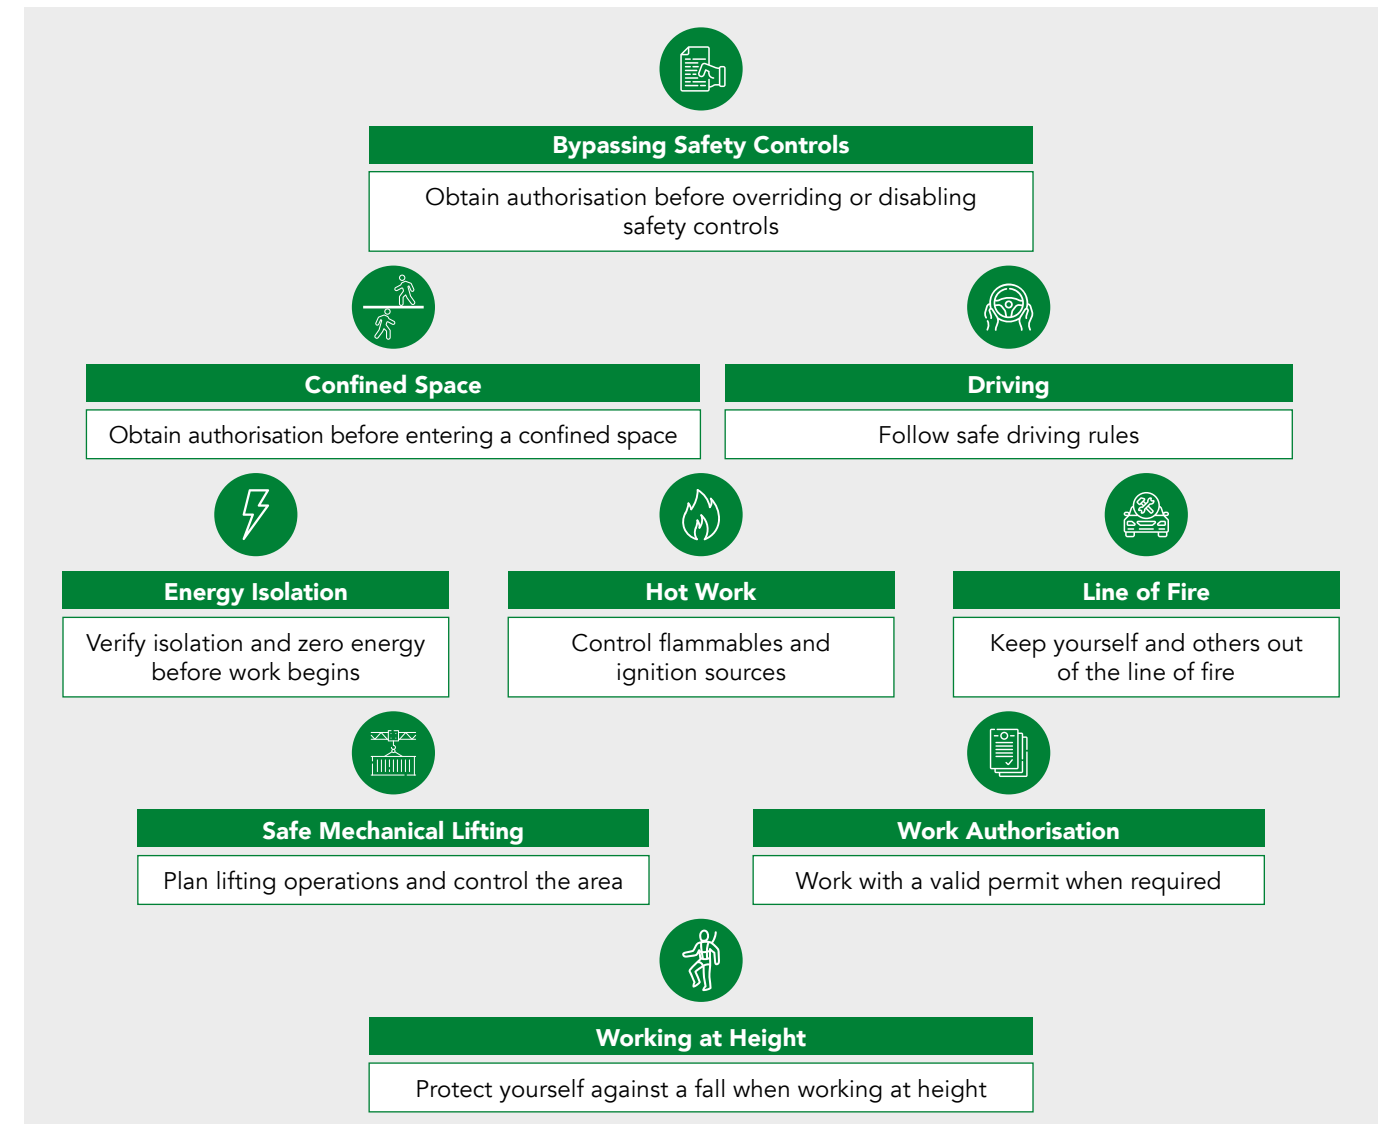 Bypassing Safety Controls
Obtain authorisation before overriding or disabling
safety controls
Confined Space
Obtain authorisation before entering a confined space
Driving
Follow safe driving rules
Energy Isolation
Verify isolation and zero energy
before work begins
Hot Work
Control flammables and
ignition sources
Line of Fire
Keep yourself and others out
of the line of fire
Safe Mechanical Lifting
Plan lifting operations and control the area
Work Authorisation
Work with a valid permit when required
Working at Height
Protect yourself against a fall when working at height